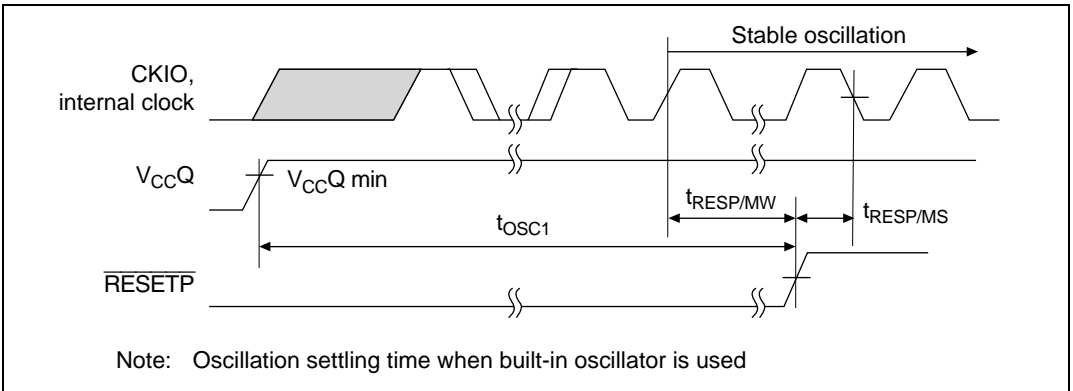 Stable oscillation
CKIO,
internal clock
VCCQ
VCCQ min
tRESP/MW
tRESP/MS
tOSC1
RESETP
Note: Oscillation settling time when built-in oscillator is used